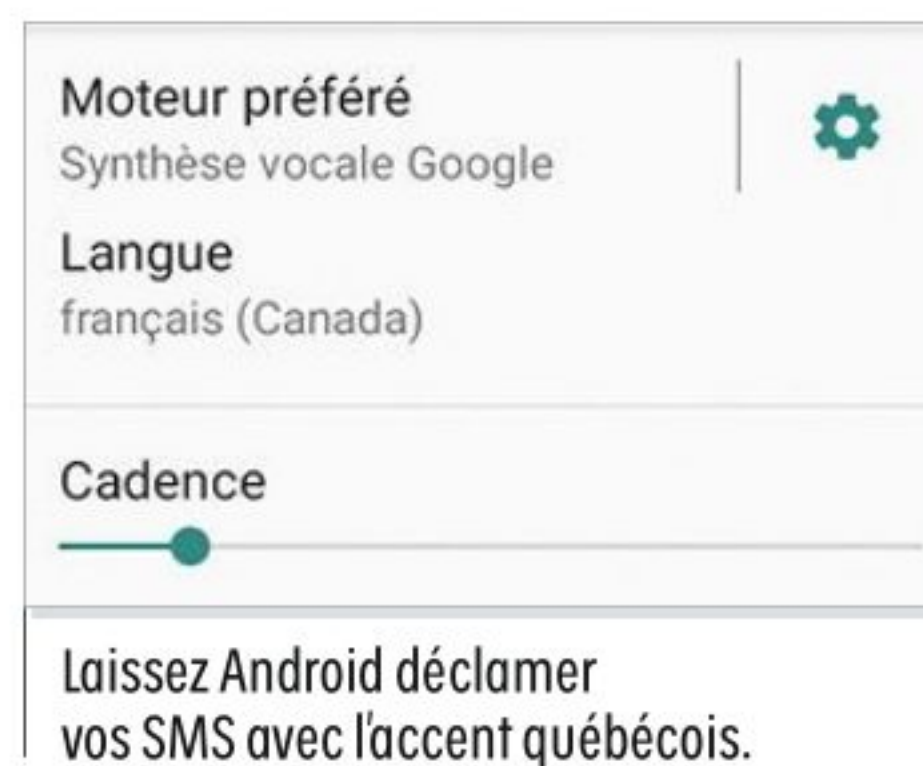 Moteur préféré
Synthèse vocale Google
Langue
français (Canada)
Cadence
Laissez Android déclamer
vos SMS avec l'accent québécois.